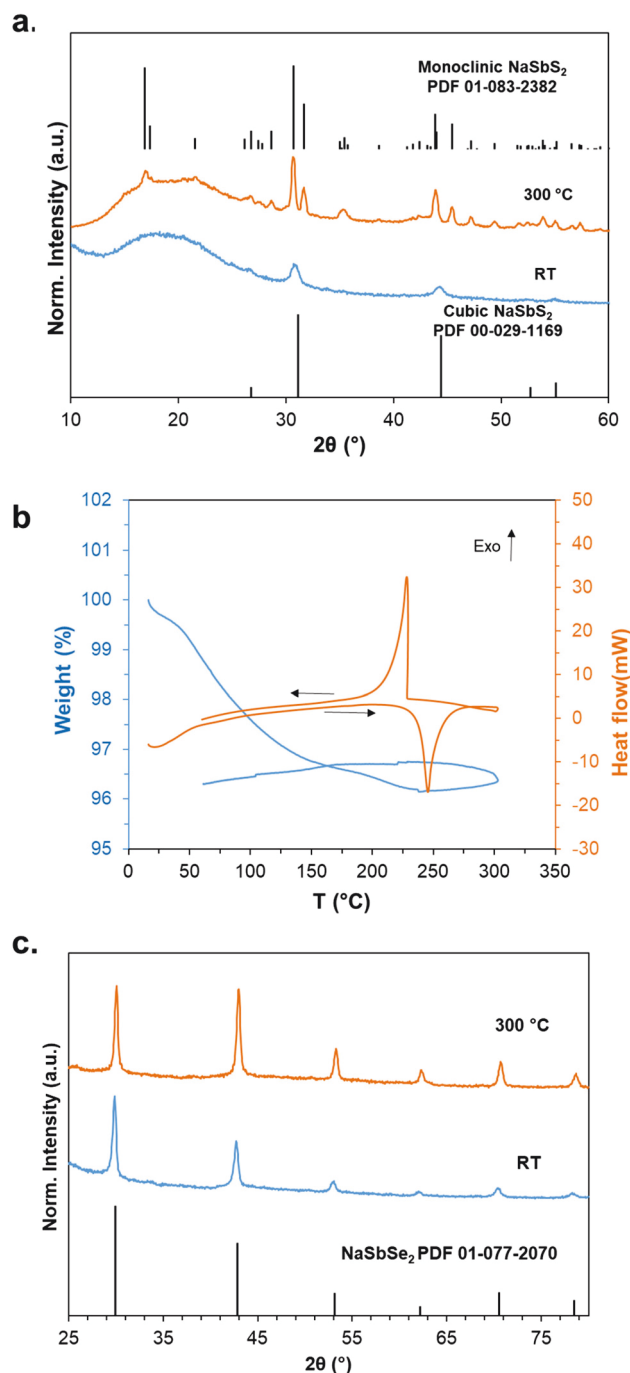 a.
Norm. Intensity (a.u.)
Monoclinic NaSbS₂
PDF 01-083-2382
300 °C
RT
Cubic NaSbS₂
PDF 00-029-1169
10 20 30 40 50 60
2θ (°)
b
Weight (%)
102
101
100
99
98
97
96
95
Exo
50
40
30
20
10
0
-10
-20
-30
Heat flow(mW)
0 50 100 150 200 250 300 350
T (°C)
c.
Norm. Intensity (a.u.)
300 °C
RT
NaSbSe₂ PDF 01-077-2070
25 35 45 55 65 75
2θ (°)